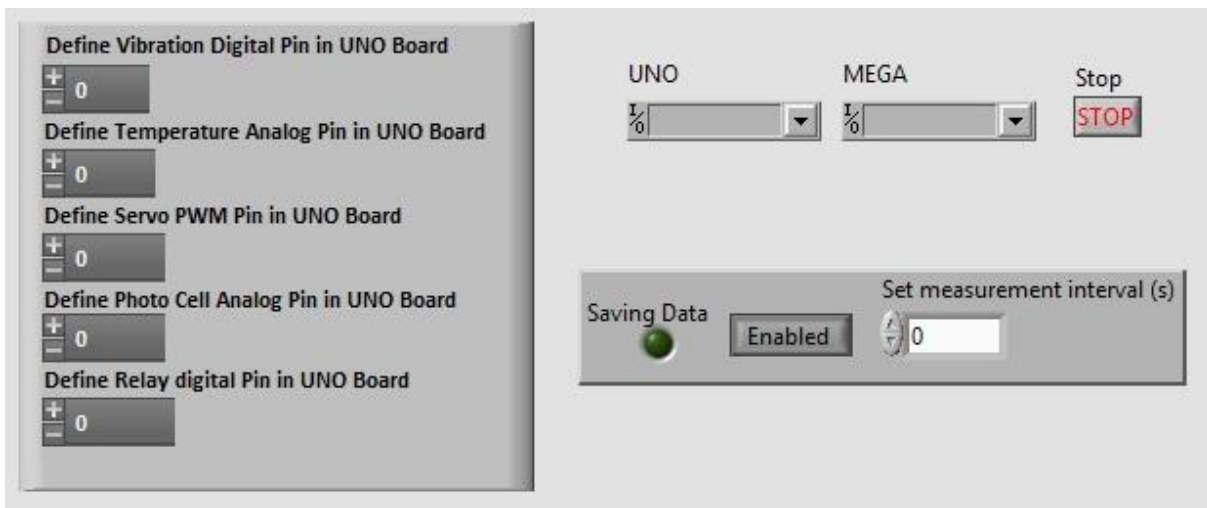 Define Vibration Digital Pin in UNO Board
0
Define Temperature Analog Pin in UNO Board
0
Define Servo PWM Pin in UNO Board
0
Define Photo Cell Analog Pin in UNO Board
0
Define Relay digital Pin in UNO Board
0
UNO MEGA Stop
I/O I/O STOP
Set measurement interval (s)
Saving Data
Enabled 0